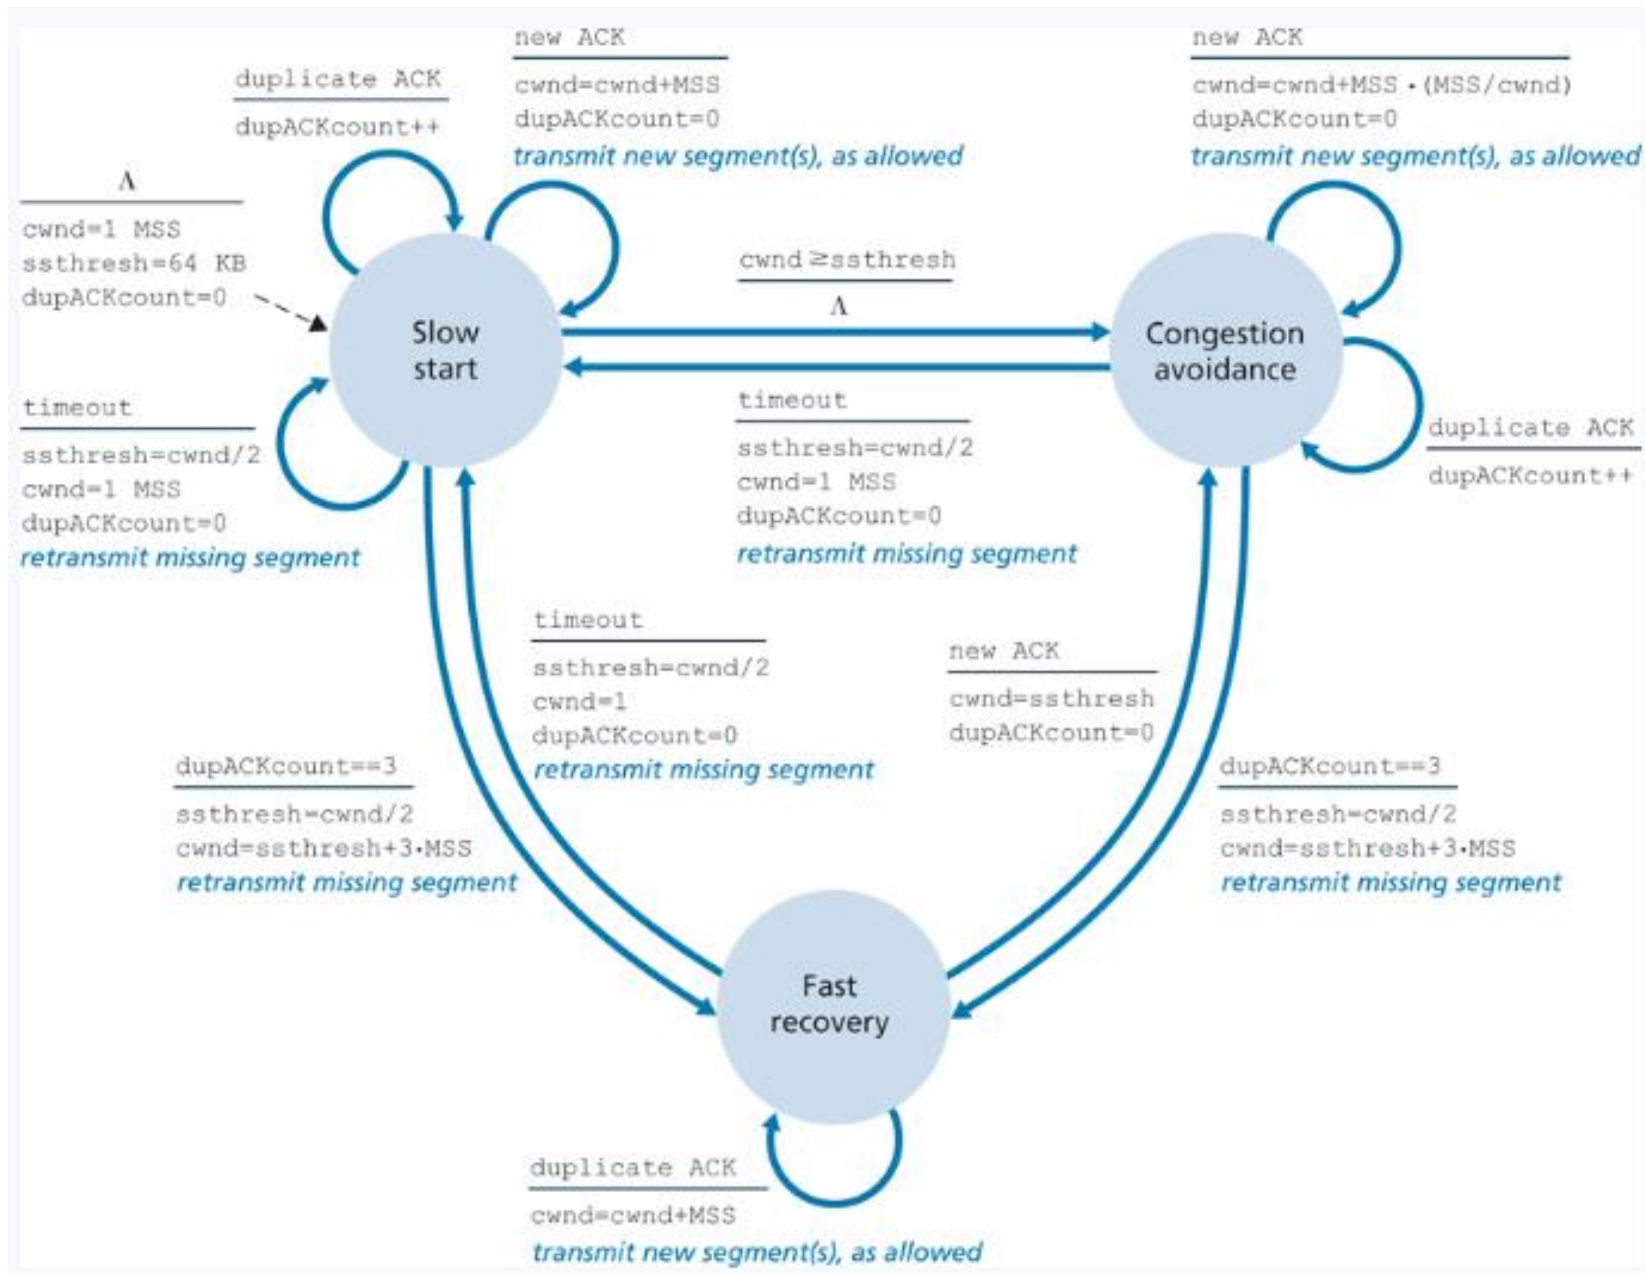 new ACK
cwnd=cwnd+MSS
dupACKcount=0
transmit new segment(s), as allowed
new ACK
cwnd=cwnd+MSS·(MSS/cwnd)
dupACKcount=0
transmit new segment(s), as allowed
duplicate ACK
dupACKcount++
Λ
cwnd=1 MSS
ssthresh=64 KB
dupACKcount=0
cwnd≥ssthresh
Λ
Slow
start
Congestion
avoidance
timeout
ssthresh=cwnd/2
cwnd=1 MSS
dupACKcount=0
retransmit missing segment
timeout
ssthresh=cwnd/2
cwnd=1 MSS
dupACKcount=0
retransmit missing segment
duplicate ACK
dupACKcount++
timeout
ssthresh=cwnd/2
cwnd=1
dupACKcount=0
retransmit missing segment
new ACK
cwnd=ssthresh
dupACKcount=0
dupACKcount==3
ssthresh=cwnd/2
cwnd=ssthresh+3·MSS
retransmit missing segment
dupACKcount==3
ssthresh=cwnd/2
cwnd=ssthresh+3·MSS
retransmit missing segment
Fast
recovery
duplicate ACK
cwnd=cwnd+MSS
transmit new segment(s), as allowed